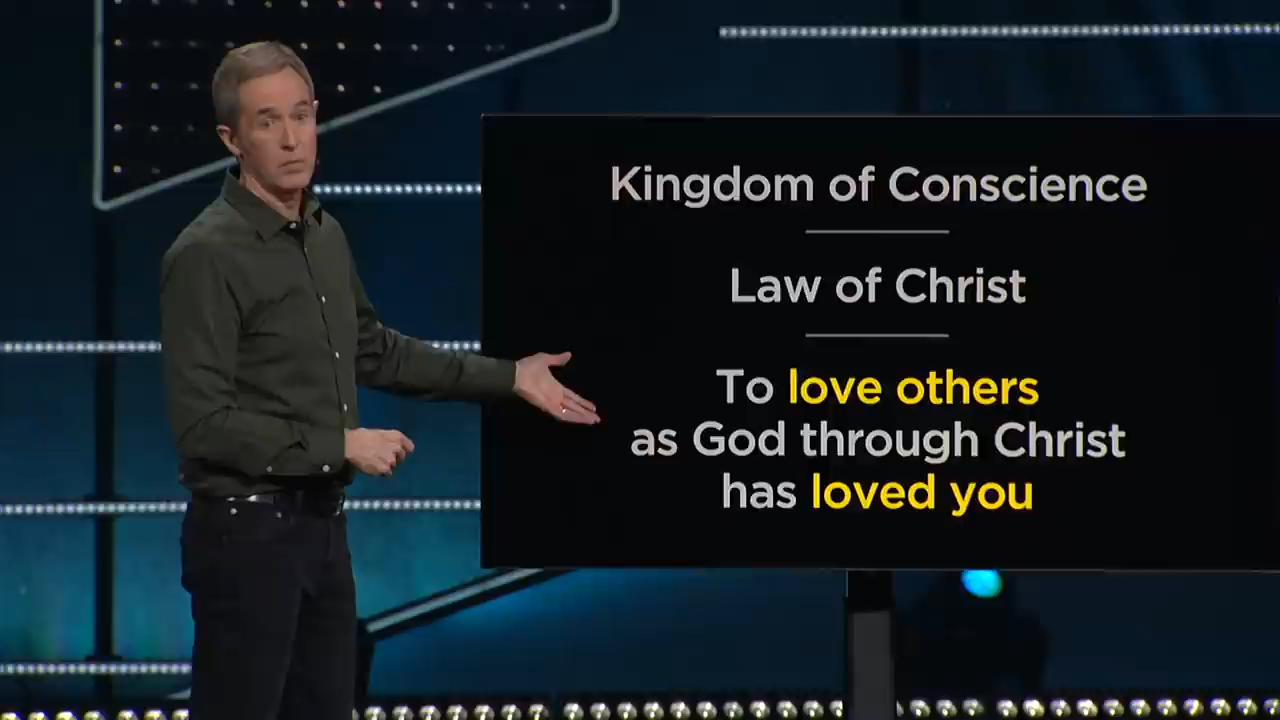 Kingdom of Conscience
Law of Christ
To love others
as God through Christ
has loved you